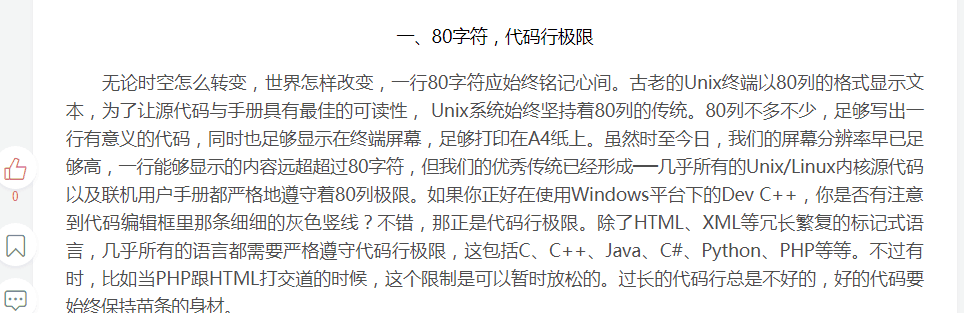 一、80字符，代码行极限
无论时空怎么转变，世界怎样改变，一行80字符应始终铭记心间。古老的Unix终端以80列的格式显示文
本，为了让源代码与手册具有最佳的可读性， Unix系统始终坚持着80列的传统。80列不多不少，足够写出一
行有意义的代码，同时也足够显示在终端屏幕，足够打印在A4纸上。虽然时至今日，我们的屏幕分辨率早已足
够高，一行能够显示的内容远超超过80字符，但我们的优秀传统已经形成──几乎所有的Unix/Linux内核源代码
以及联机用户手册都严格地遵守着80列极限。如果你正好在使用Windows平台下的Dev C++，你是否有注意
到代码编辑框里那条细细的灰色竖线？不错，那正是代码行极限。除了HTML、XML等冗长繁复的标记式语
言，几乎所有的语言都需要严格遵守代码行极限，这包括C、C++、Java、C#、Python、PHP等等。不过有
时，比如当PHP跟HTML打交道的时候，这个限制是可以暂时放松的。过长的代码行总是不好的，好的代码要
始终保持苗条的身材。
0